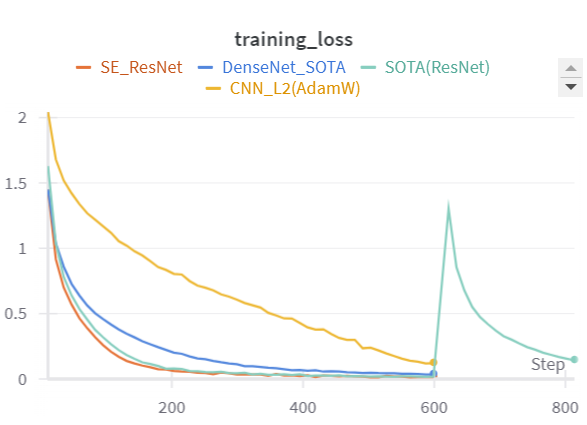 training_loss
SE_ResNet DenseNet_SOTA SOTA(ResNet)
CNN_L2(AdamW)
2
1.5
1
0.5
0
Step
200 400 600 800